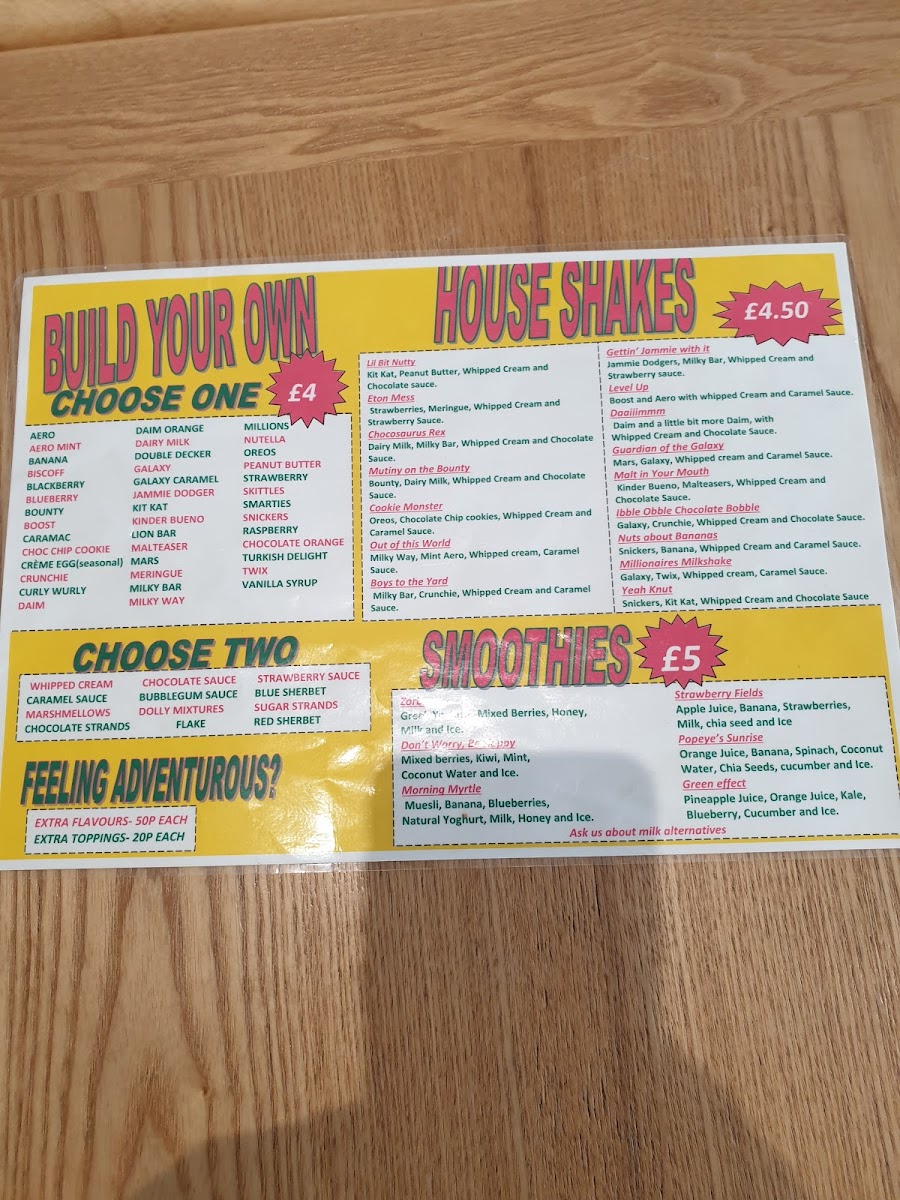 BUILD YOUR OWN
CHOOSE ONE
£4
AERO
AERO MINT
BANANA
BISCOFF
BLACKBERRY
BLUEBERRY
BOUNTY
BOOST
CARAMAC
CHOC CHIP COOKIE
CRÈME EGG(seasonal)
CRUNCHIE
CURLY WURLY
DAIM
DAIM ORANGE
DAIRY MILK
DOUBLE DECKER
GALAXY
GALAXY CARAMEL
JAMMIE DODGER
KIT KAT
KINDER BUENO
LION BAR
MALTEASER
MARS
MERINGUE
MILKY BAR
MILKY WAY
MILLIONS
NUTELLA
OREOS
PEANUT BUTTER
STRAWBERRY
SKITTLES
SMARTIES
SNICKERS
RASPBERRY
CHOCOLATE ORANGE
TURKISH DELIGHT
TWIX
VANILLA SYRUP
CHOOSE TWO
WHIPPED CREAM
CARAMEL SAUCE
MARSHMELLOWS
CHOCOLATE STRANDS
CHOCOLATE SAUCE
BUBBLEGUM SAUCE
DOLLY MIXTURES
FLAKE
STRAWBERRY SAUCE
BLUE SHERBET
SUGAR STRANDS
RED SHERBET
FEELING ADVENTUROUS?
EXTRA FLAVOURS- 50P EACH
EXTRA TOPPINGS- 20P EACH
HOUSE SHAKES
£4.50
Lil Bit Nutty
Kit Kat, Peanut Butter, Whipped Cream and
Chocolate sauce.
Eton Mess
Strawberries, Meringue, Whipped Cream and
Strawberry Sauce.
Chocosaurus Rex
Dairy Milk, Milky Bar, Whipped Cream and Chocolate
Sauce.
Mutiny on the Bounty
Bounty, Dairy Milk, Whipped Cream and Chocolate
Sauce.
Cookie Monster
Oreos, Chocolate Chip cookies, Whipped Cream and
Caramel Sauce.
Out of this World
Milky Way, Mint Aero, Whipped cream, Caramel
Sauce.
Boys to the Yard
Milky Bar, Crunchie, Whipped Cream and Caramel
Sauce.
Gettin' Jammie with it
Jammie Dodgers, Milky Bar, Whipped Cream and
Strawberry sauce.
Level Up
Boost and Aero with whipped Cream and Caramel Sauce.
Daaiimmm
Daim and a little bit more Daim, with
Whipped Cream and Chocolate Sauce.
Guardian of the Galaxy
Mars, Galaxy, Whipped cream and Caramel Sauce.
Malt in Your Mouth
Kinder Bueno, Malteasers, Whipped Cream and
Chocolate Sauce.
Ibble Obble Chocolate Bobble
Galaxy, Crunchie, Whipped Cream and Chocolate Sauce.
Nuts about Bananas
Snickers, Banana, Whipped Cream and Caramel Sauce.
Millionaires Milkshake
Galaxy, Twix, Whipped cream, Caramel Sauce.
Yeah Knut
Snickers, Kit Kat, Whipped Cream and Chocolate Sauce
SMOOTHIES
£5
Mixed Berries, Honey,
Milk and Ice.
Don't Worry,
Mixed berries, Kiwi, Mint,
Coconut Water and Ice.
Morning Myrtle
Muesli, Banana, Blueberries,
Natural Yoghurt, Milk, Honey and Ice.
Strawberry Fields
Apple Juice, Banana, Strawberries,
Milk, chia seed and Ice
Popeye's Sunrise
Orange Juice, Banana, Spinach, Coconut
Water, Chia Seeds, cucumber and Ice.
Green effect
Pineapple Juice, Orange Juice, Kale,
Blueberry, Cucumber and Ice.
Ask us about milk alternatives